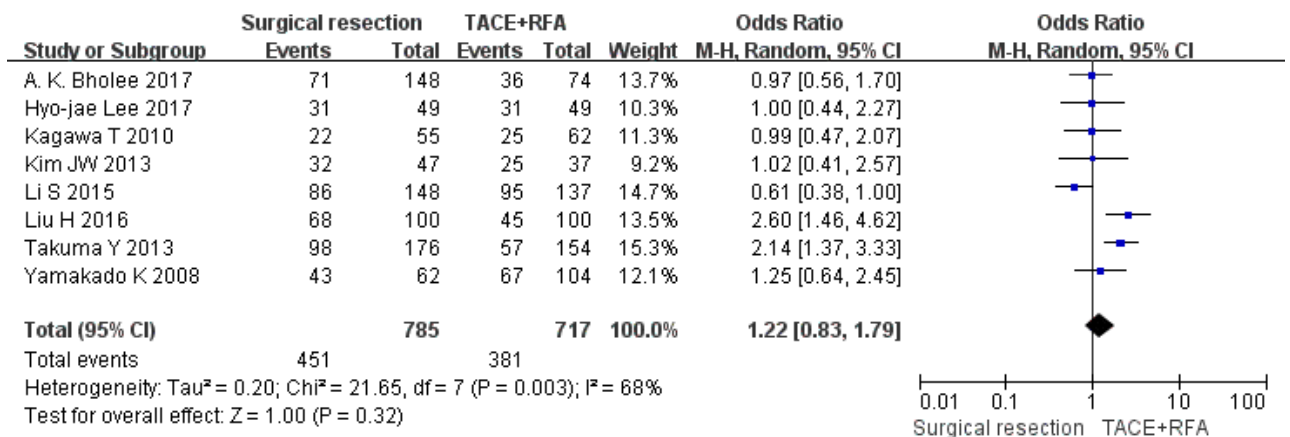 Surgical resection TACE+RFA Odds Ratio Odds Ratio
Study or Subgroup Events Total Events Total Weight M-H, Random, 95% CI M-H, Random, 95% CI
A. K. Bholee 2017 71 148 36 74 13.7% 0.97 [0.56, 1.70]
Hyo-jae Lee 2017 31 49 31 49 10.3% 1.00 [0.44, 2.27]
Kagawa T 2010 22 55 25 62 11.3% 0.99 [0.47, 2.07]
Kim JW 2013 32 47 25 37 9.2% 1.02 [0.41, 2.57]
Li S 2015 86 148 95 137 14.7% 0.61 [0.38, 1.00]
Liu H 2016 68 100 45 100 13.5% 2.60 [1.46, 4.62]
Takuma Y 2013 98 176 57 154 15.3% 2.14 [1.37, 3.33]
Yamakado K 2008 43 62 67 104 12.1% 1.25 [0.64, 2.45]
Total (95% CI) 785 717 100.0% 1.22 [0.83, 1.79]
Total events 451 381
Heterogeneity: Tau² = 0.20; Chi² = 21.65, df = 7 (P = 0.003); I² = 68%
Test for overall effect: Z = 1.00 (P = 0.32)
0.01 0.1 1 10 100
Surgical resection TACE+RFA